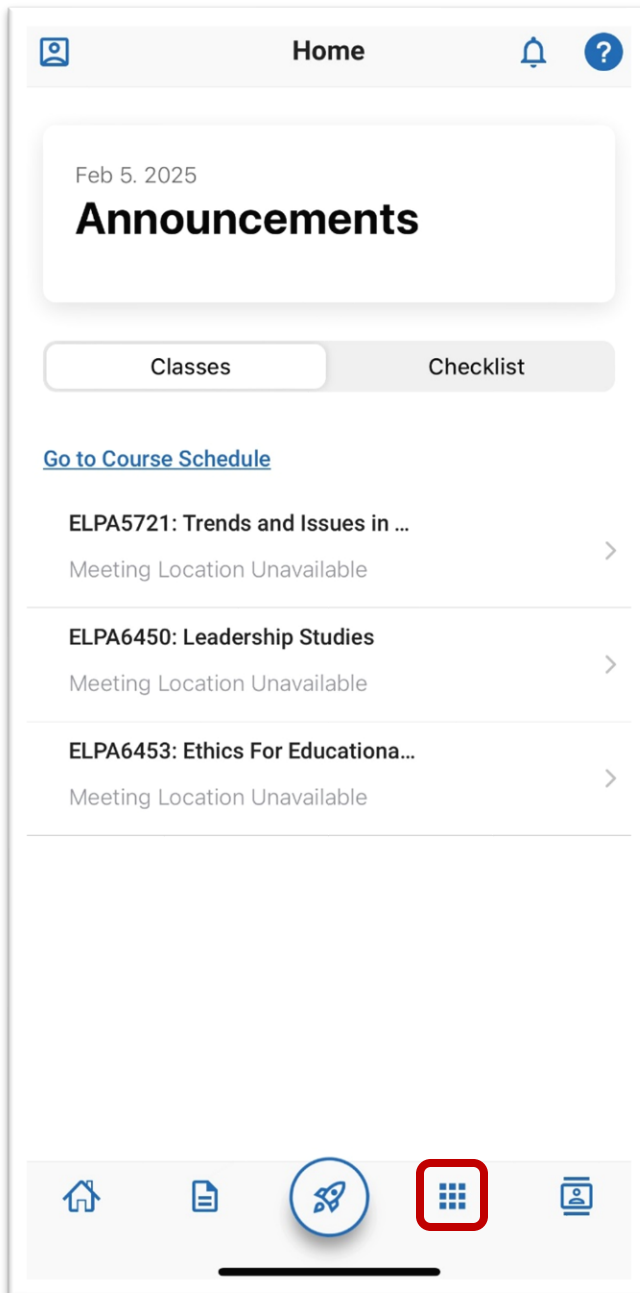 Home
?
Feb 5. 2025
Announcements
Classes
Checklist
Go to Course Schedule
ELPA5721: Trends and Issues in ...
Meeting Location Unavailable
ELPA6450: Leadership Studies
Meeting Location Unavailable
ELPA6453: Ethics For Educationa...
Meeting Location Unavailable